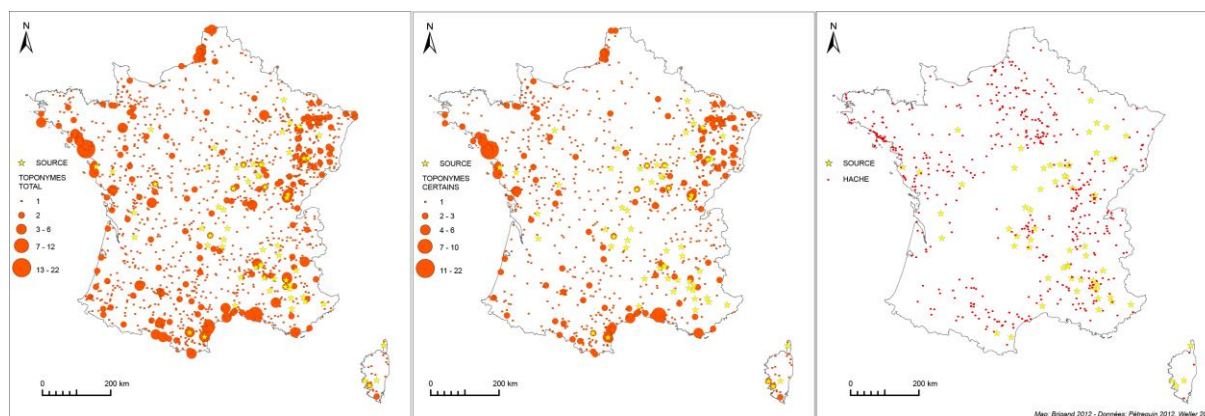 N
SOURCE
TOPONYMES
TOTAL
1
2
3 - 6
7 - 12
13 - 22
0
200 km
N
SOURCE
TOPONYMES
CERTAINS
1
2 - 3
4 - 6
7 - 10
11 - 22
0
200 km
N
SOURCE
HACHE
0
200 km
Map: Brigand 2012 - Données: Pétrequin 2012, Weller 20